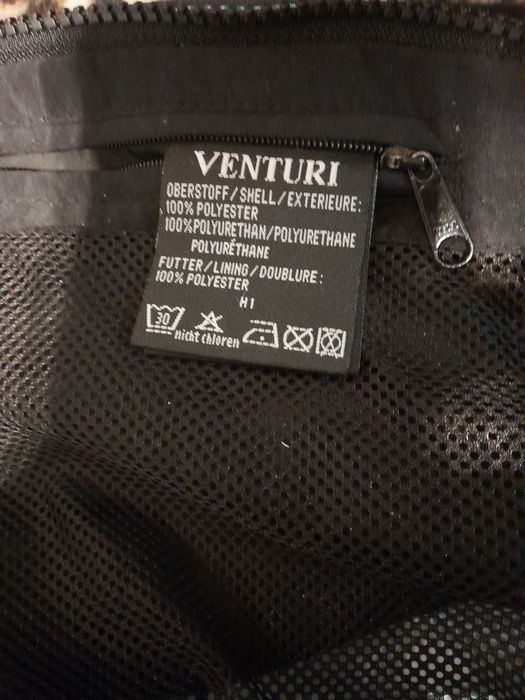 VENTURI
OBERSTOFF/SHELL/EXTERIEURE:
100% POLYESTER
100%POLYURETHAN/POLYURETHANE
POLYURÉTHANE
FUTTER/LINING/DOUBLURE:
100% POLYESTER
H1
30
nicht chloren